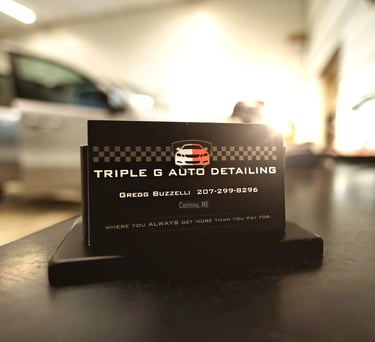 TRIPLE G AUTO DETAILING
GREGG BUZZELLI 207-299-8296
Corinna, ME
WHERE YOU ALWAYS GET MORE THAN YOU PAY FOR.